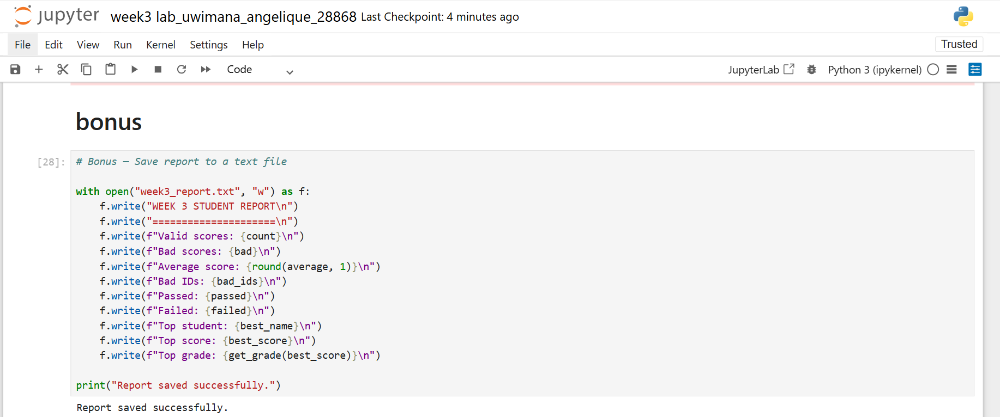 jupyter week3 lab_uwimana_angelique_28868 Last Checkpoint: 4 minutes ago
File Edit View Run Kernel Settings Help Trusted
Code JupyterLab Python 3 (ipykernel)
bonus
[28]: # Bonus — Save report to a text file
with open("week3_report.txt", "w") as f:
    f.write("WEEK 3 STUDENT REPORT\n")
    f.write("=====================\n")
    f.write(f"Valid scores: {count}\n")
    f.write(f"Bad scores: {bad}\n")
    f.write(f"Average score: {round(average, 1)}\n")
    f.write(f"Bad IDs: {bad_ids}\n")
    f.write(f"Passed: {passed}\n")
    f.write(f"Failed: {failed}\n")
    f.write(f"Top student: {best_name}\n")
    f.write(f"Top score: {best_score}\n")
    f.write(f"Top grade: {get_grade(best_score)}\n")
print("Report saved successfully.")
Report saved successfully.